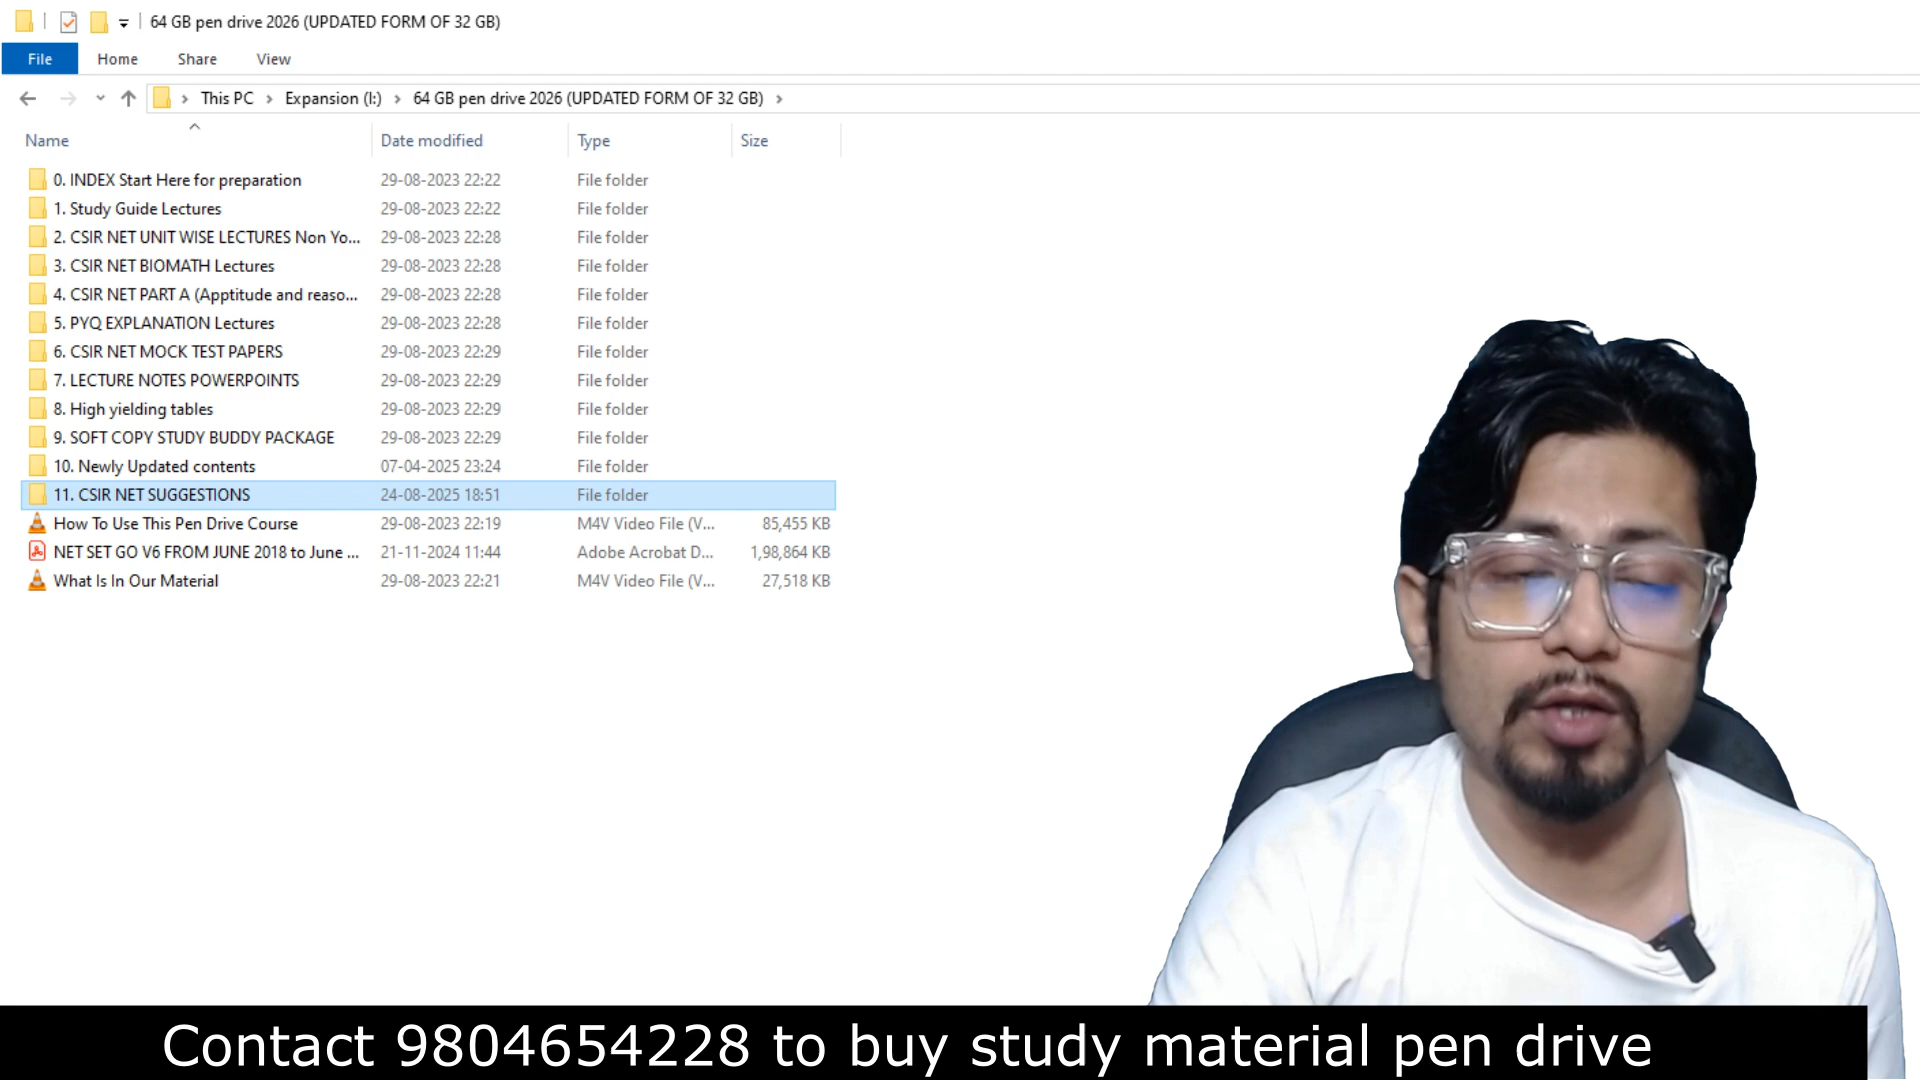 64 GB pen drive 2026 (UPDATED FORM OF 32 GB)
File Home Share View
This PC > Expansion (I:) > 64 GB pen drive 2026 (UPDATED FORM OF 32 GB) >
Name Date modified Type Size
0. INDEX Start Here for preparation 29-08-2023 22:22 File folder
1. Study Guide Lectures 29-08-2023 22:22 File folder
2. CSIR NET UNIT WISE LECTURES Non Yo... 29-08-2023 22:28 File folder
3. CSIR NET BIOMATH Lectures 29-08-2023 22:28 File folder
4. CSIR NET PART A (Apptitude and reaso... 29-08-2023 22:28 File folder
5. PYQ EXPLANATION Lectures 29-08-2023 22:28 File folder
6. CSIR NET MOCK TEST PAPERS 29-08-2023 22:29 File folder
7. LECTURE NOTES POWERPOINTS 29-08-2023 22:29 File folder
8. High yielding tables 29-08-2023 22:29 File folder
9. SOFT COPY STUDY BUDDY PACKAGE 29-08-2023 22:29 File folder
10. Newly Updated contents 07-04-2025 23:24 File folder
11. CSIR NET SUGGESTIONS 24-08-2025 18:51 File folder
How To Use This Pen Drive Course 29-08-2023 22:19 M4V Video File (V... 85,455 KB
NET SET GO V6 FROM JUNE 2018 to June ... 21-11-2024 11:44 Adobe Acrobat D... 1,98,864 KB
What Is In Our Material 29-08-2023 22:21 M4V Video File (V... 27,518 KB
Contact 9804654228 to buy study material pen drive